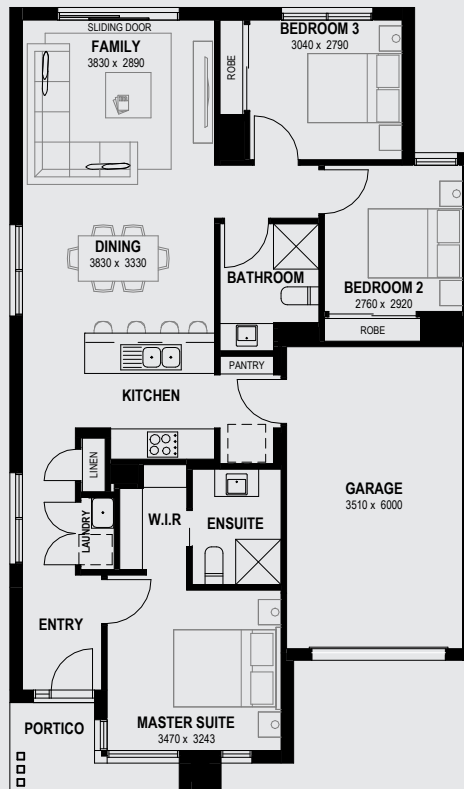 SLIDING DOOR
FAMILY
3830 x 2890
ROBE
BEDROOM 3
3040 x 2790
DINING
3830 x 3330
BATHROOM
BEDROOM 2
2760 x 2920
ROBE
PANTRY
KITCHEN
LINEN
LAUNDRY
W.I.R
ENSUITE
GARAGE
3510 x 6000
ENTRY
PORTICO
MASTER SUITE
3470 x 3243